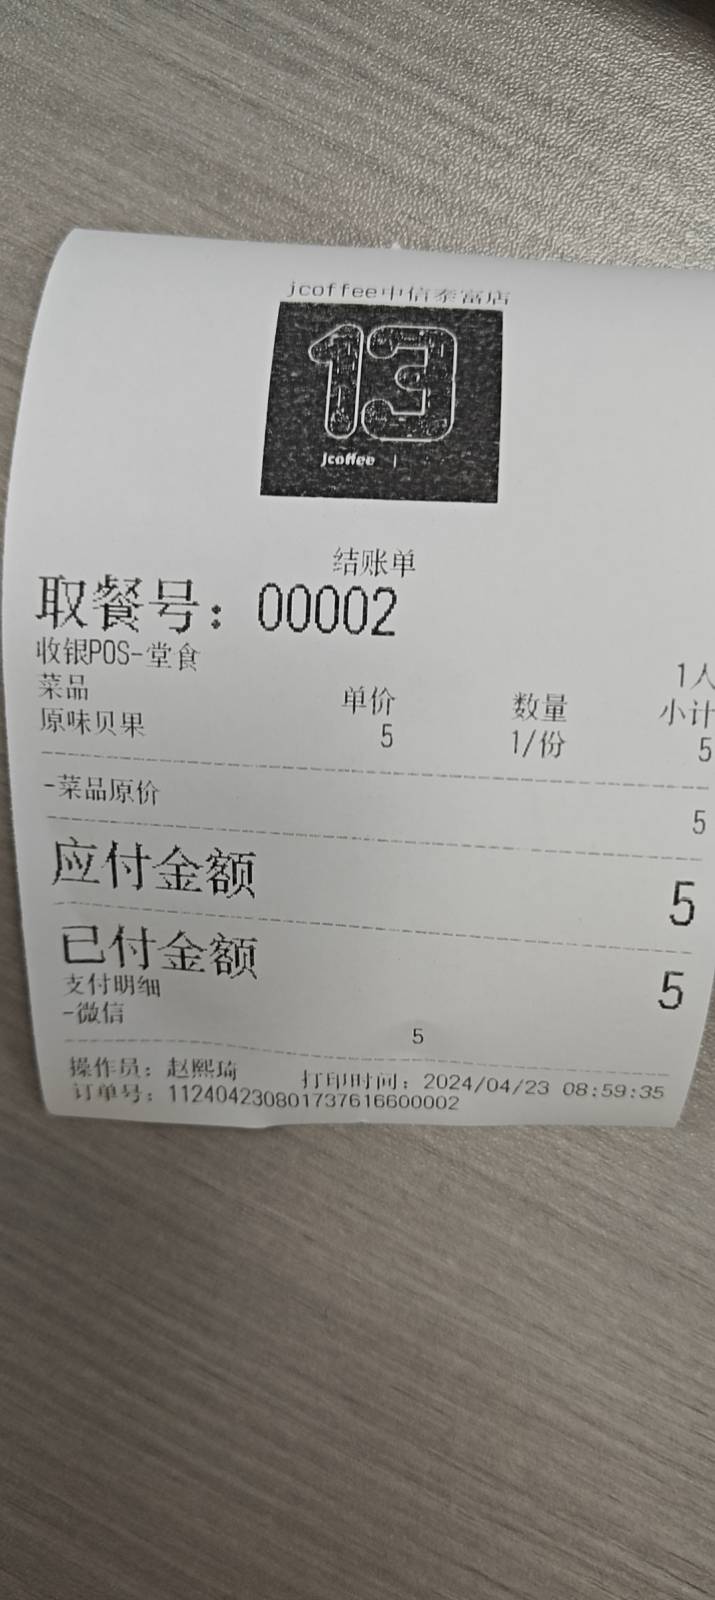 jcoffee中信泰富店
13
jcoffee |
结账单
取餐号：00002
收银POS-堂食 1人
菜品 单价 数量 小计
原味贝果 5 1/份 5
-菜品原价 5
应付金额 5
已付金额 5
支付明细
-微信 5
操作员：赵熙琦 打印时间：2024/04/23 08:59:35
订单号：11240423080173761660​0002